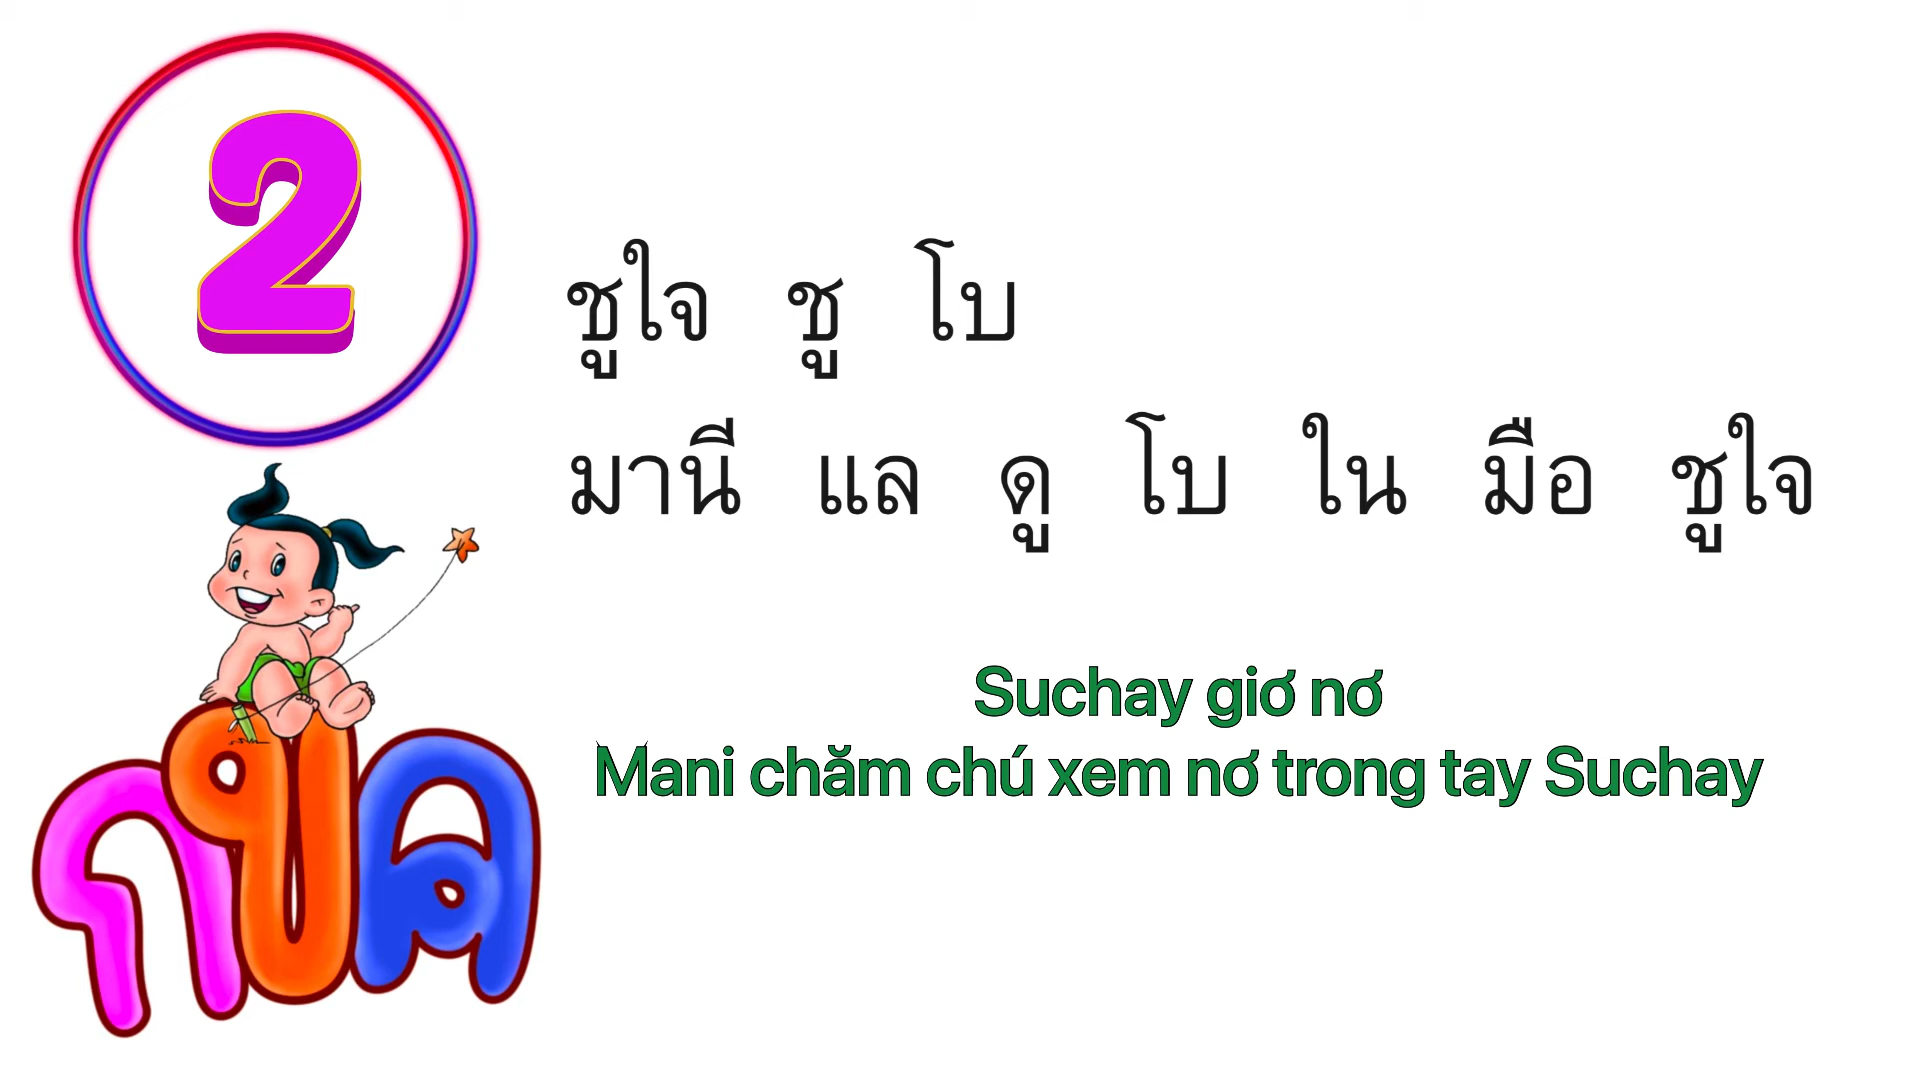 2
ชูใจ ชู โบ
มานี แล ดู โบ ใน มือ ชูใจ
Suchay giơ nơ
Mani chăm chú xem nơ trong tay Suchay
กขค